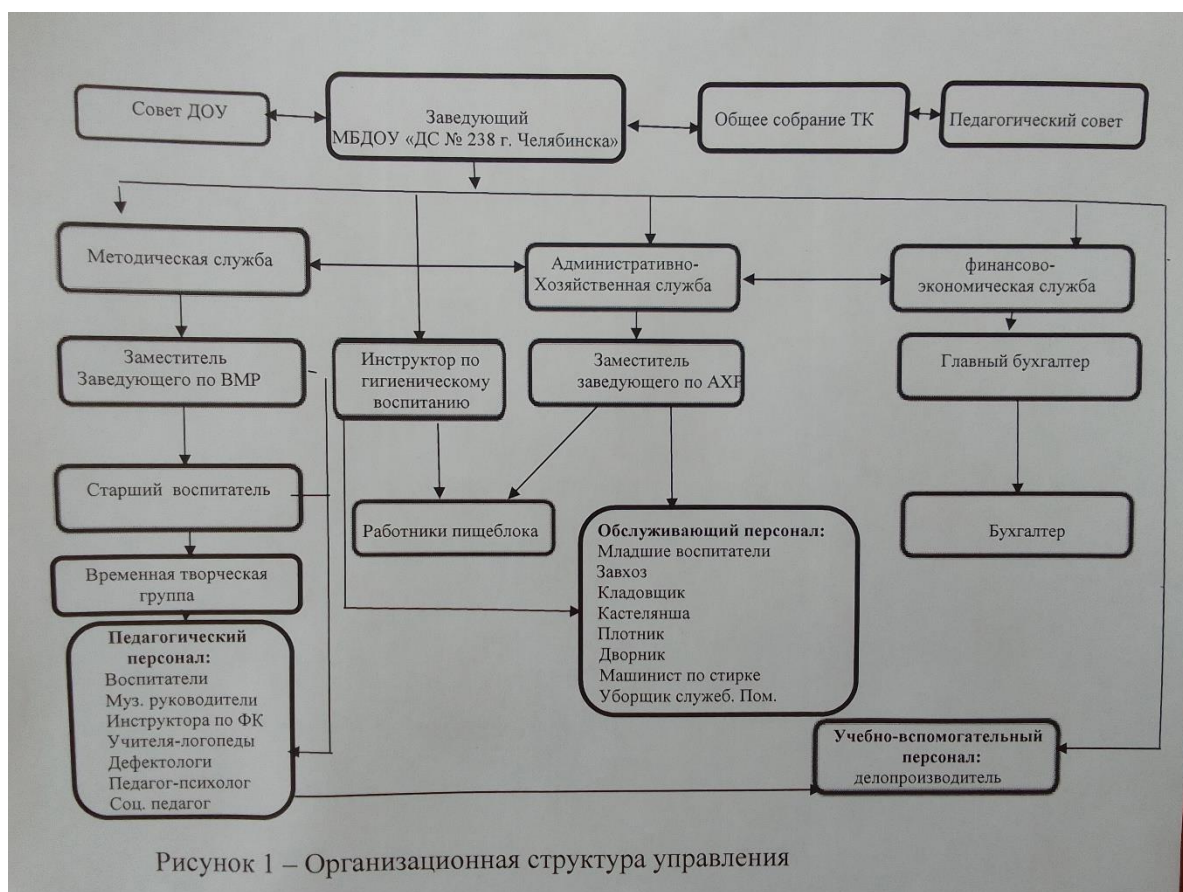 Совет ДОУ
Заведующий
МБДОУ «ДС № 238 г. Челябинска»
Общее собрание ТК
Педагогический совет
Методическая служба
Административно-
Хозяйственная служба
финансово-
экономическая служба
Заместитель
Заведующего по ВМР
Инструктор по
гигиеническому
воспитанию
Заместитель
заведующего по АХР
Главный бухгалтер
Старший воспитатель
Работники пищеблока
Обслуживающий персонал:
Младшие воспитатели
Завхоз
Кладовщик
Кастелянша
Плотник
Дворник
Машинист по стирке
Уборщик служеб. Пом.
Бухгалтер
Временная творческая
группа
Педагогический
персонал:
Воспитатели
Муз. руководители
Инструктора по ФК
Учителя-логопеды
Дефектологи
Педагог-психолог
Соц. педагог
Учебно-вспомогательный
персонал:
делопроизводитель
Рисунок 1 – Организационная структура управления